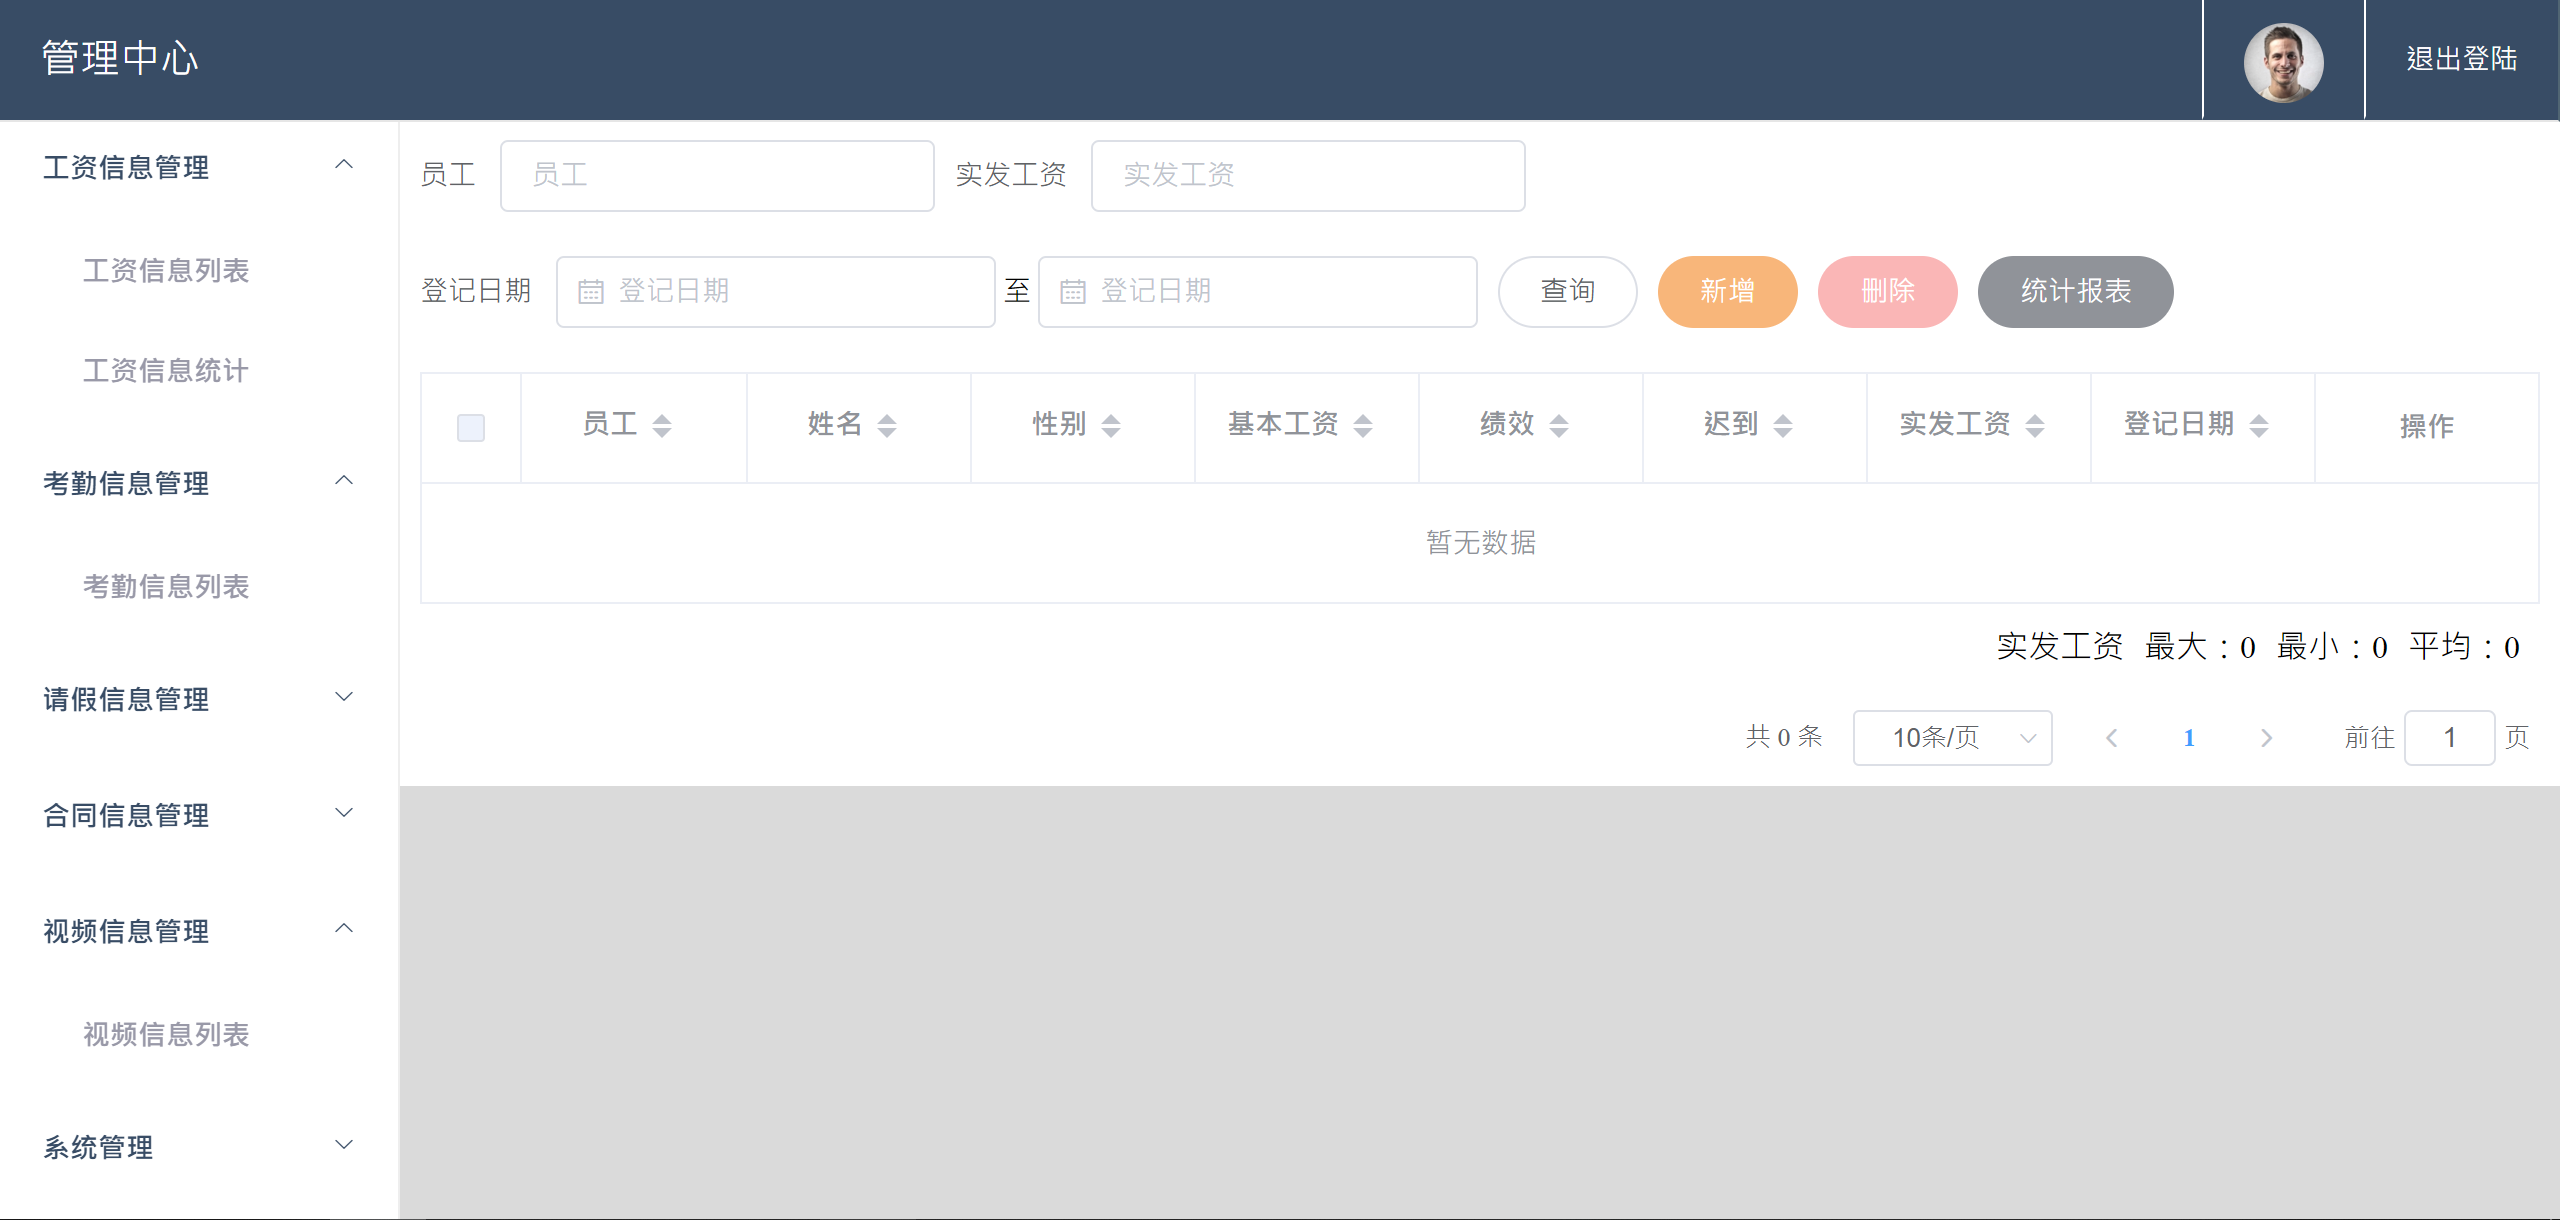 管理中心
退出登陆
工资信息管理
工资信息列表
工资信息统计
考勤信息管理
考勤信息列表
请假信息管理
合同信息管理
视频信息管理
视频信息列表
系统管理
员工 员工 实发工资 实发工资
登记日期 登记日期 至 登记日期 查询 新增 删除 统计报表
员工 姓名 性别 基本工资 绩效 迟到 实发工资 登记日期 操作
暂无数据
实发工资 最大：0 最小：0 平均：0
共 0 条 10条/页 1 前往 1 页